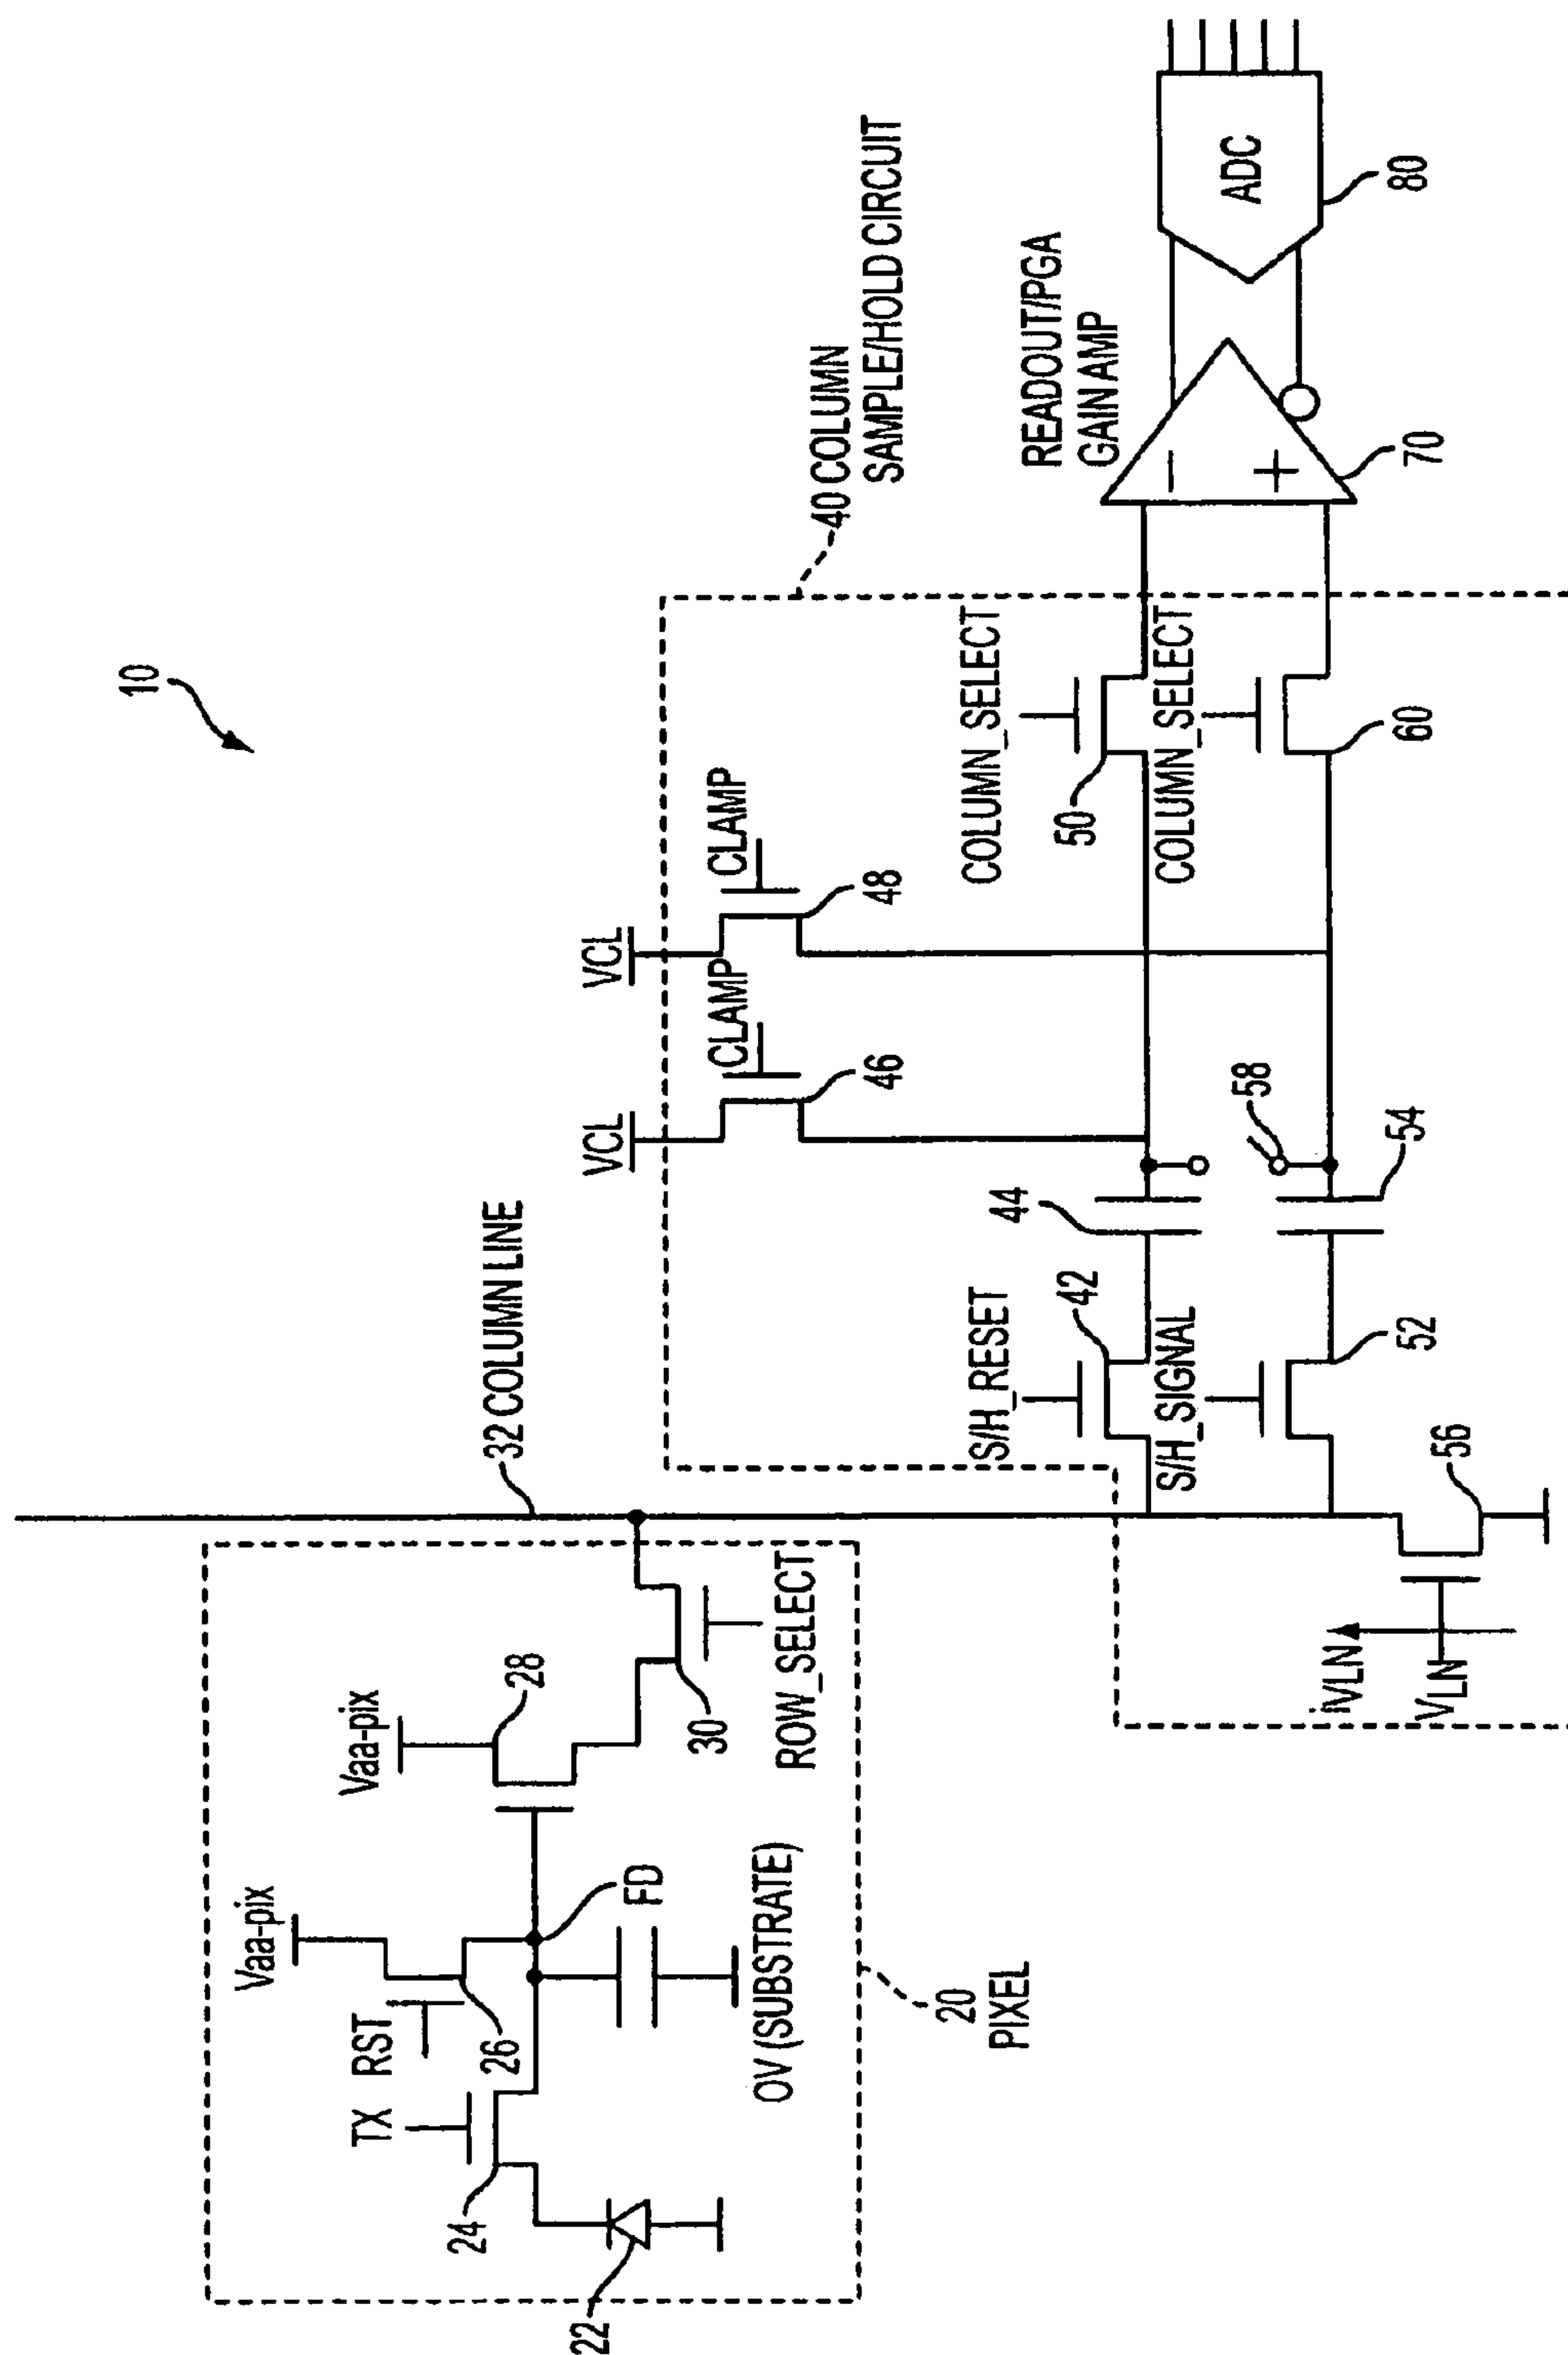 10
Vaa-pix
Vaa-pix
TX
RST
24
26
28
22
FD
0V (SUBSTRATE)
30
ROW_SELECT
20
PIXEL
32 COLUMN LINE
VCL
VCL
CLAMP
CLAMP
46
48
40 COLUMN
SAMPLE/HOLD CIRCUIT
S/H_RESET
42
44
COLUMN_SELECT
50
S/H_SIGNAL
52
54
58
COLUMN_SELECT
60
iVLN
VLN
56
READOUT/PGA
GAIN AMP
−
+
70
ADC
80